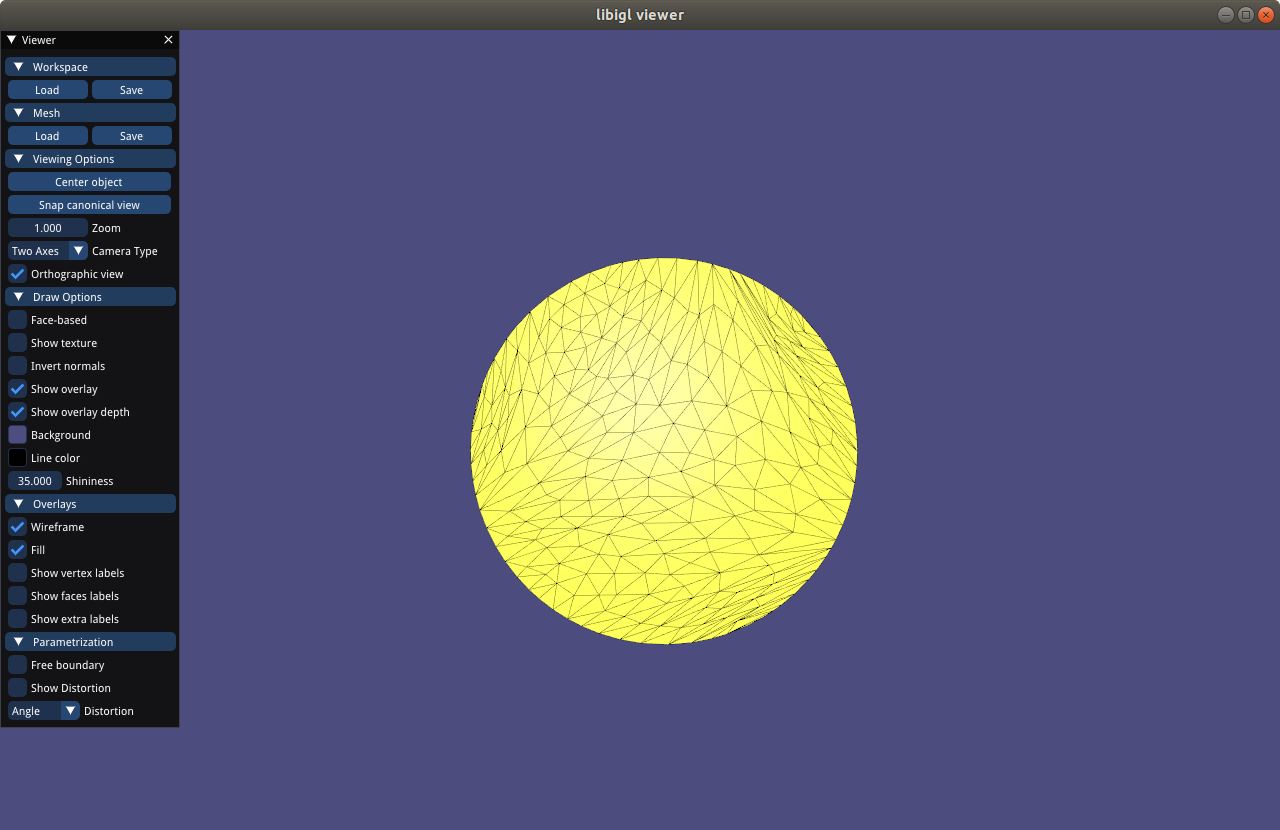 libigl viewer
Viewer
Workspace
Load Save
Mesh
Load Save
Viewing Options
Center object
Snap canonical view
1.000 Zoom
Two Axes Camera Type
Orthographic view
Draw Options
Face-based
Show texture
Invert normals
Show overlay
Show overlay depth
Background
Line color
35.000 Shininess
Overlays
Wireframe
Fill
Show vertex labels
Show faces labels
Show extra labels
Parametrization
Free boundary
Show Distortion
Angle Distortion